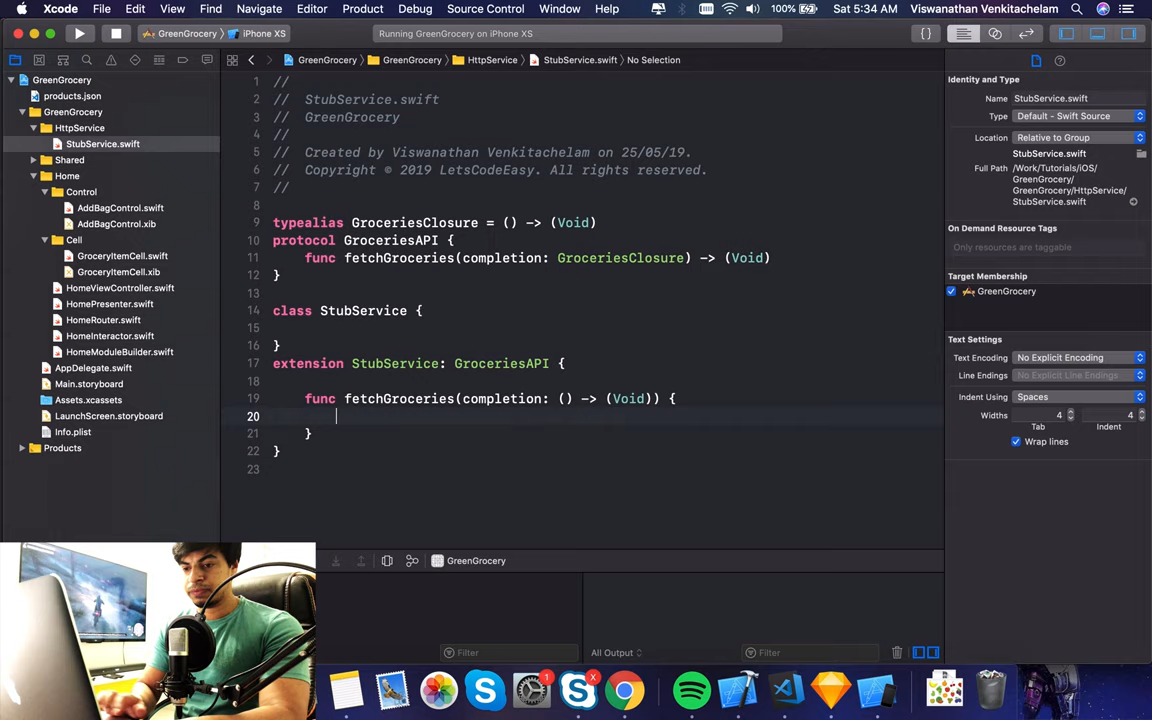 Xcode File Edit View Find Navigate Editor Product Debug Source Control Window Help 100% Sat 5:34 AM Viswanathan Venkitachelam
GreenGrocery iPhone XS Running GreenGrocery on iPhone XS
GreenGrocery GreenGrocery HttpService StubService.swift No Selection
GreenGrocery
products.json
GreenGrocery
HttpService
StubService.swift
Shared
Home
Control
AddBagControl.swift
AddBagControl.xib
Cell
GroceryItemCell.swift
GroceryItemCell.xib
HomeViewController.swift
HomePresenter.swift
HomeRouter.swift
HomeInteractor.swift
HomeModuleBuilder.swift
AppDelegate.swift
Main.storyboard
Assets.xcassets
LaunchScreen.storyboard
Info.plist
Products
1 //
2 // StubService.swift
3 // GreenGrocery
4 //
5 // Created by Viswanathan Venkitachelam on 25/05/19.
6 // Copyright © 2019 LetsCodeEasy. All rights reserved.
7 //
8
9 typealias GroceriesClosure = () -> (Void)
10 protocol GroceriesAPI {
11 func fetchGroceries(completion: GroceriesClosure) -> (Void)
12 }
13
14 class StubService {
15
16 }
17 extension StubService: GroceriesAPI {
18
19 func fetchGroceries(completion: () -> (Void)) {
20
21 }
22 }
23
Identity and Type
Name StubService.swift
Type Default - Swift Source
Location Relative to Group
StubService.swift
Full Path /Work/Tutorials/iOS/
GreenGrocery/
GreenGrocery/HttpService/
StubService.swift
On Demand Resource Tags
Only resources are taggable
Target Membership
GreenGrocery
Text Settings
Text Encoding No Explicit Encoding
Line Endings No Explicit Line Endings
Indent Using Spaces
Widths 4 4
Tab Indent
Wrap lines
GreenGrocery
Filter All Output Filter
1 X